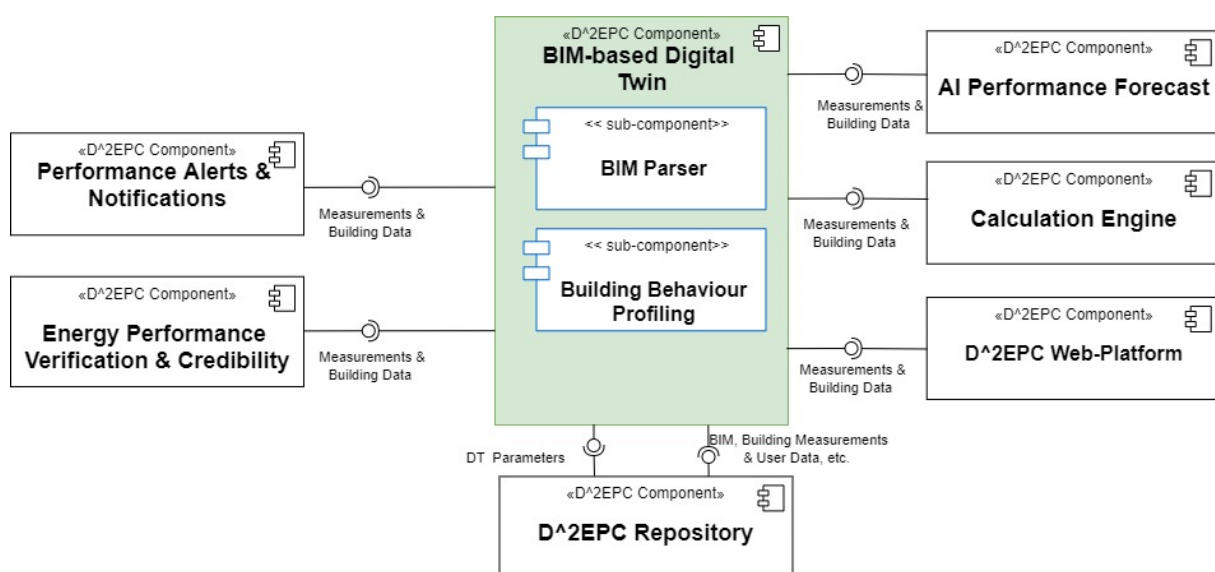 «D^2EPC Component»
BIM-based Digital
Twin
<< sub-component>>
BIM Parser
<< sub-component>>
Building Behaviour
Profiling
«D^2EPC Component»
Performance Alerts &
Notifications
Measurements &
Building Data
«D^2EPC Component»
Energy Performance
Verification & Credibility
Measurements &
Building Data
«D^2EPC Component»
AI Performance Forecast
Measurements &
Building Data
«D^2EPC Component»
Calculation Engine
Measurements &
Building Data
«D^2EPC Component»
D^2EPC Web-Platform
Measurements &
Building Data
DT Parameters
BIM, Building Measurements
& User Data, etc.
«D^2EPC Component»
D^2EPC Repository